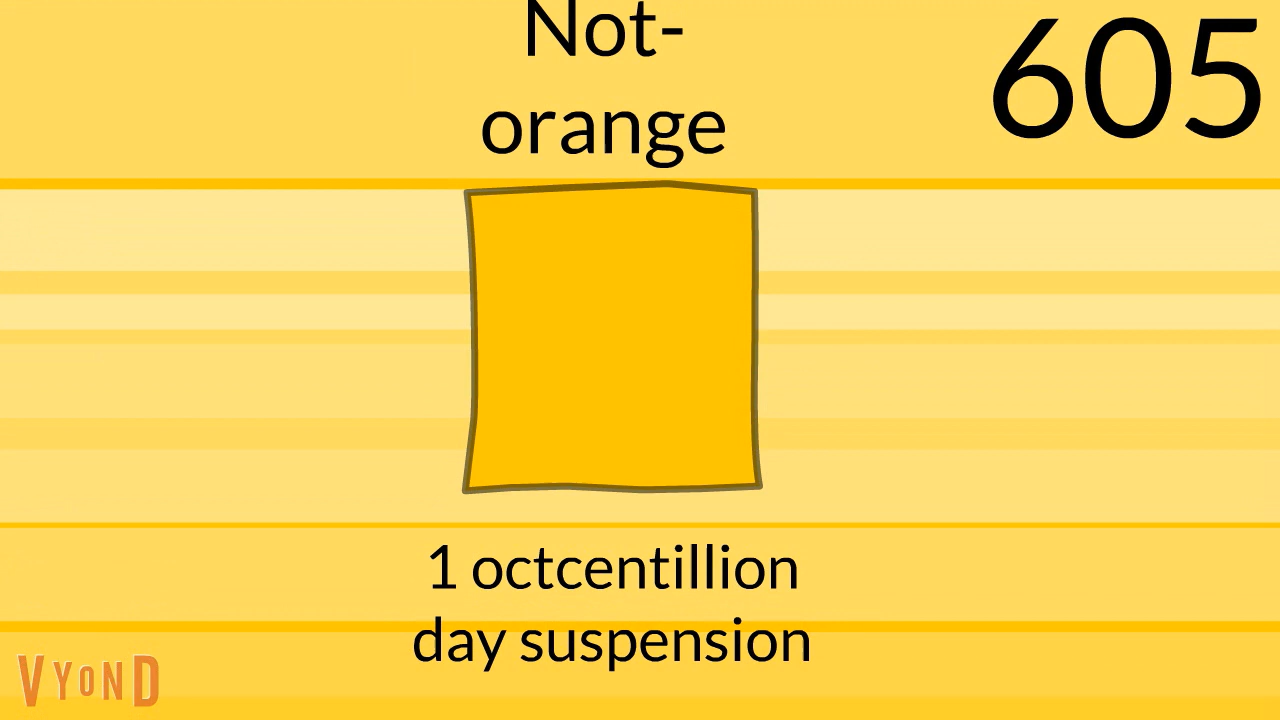 Not-
orange
605
1 octcentillion
day suspension
VYOND